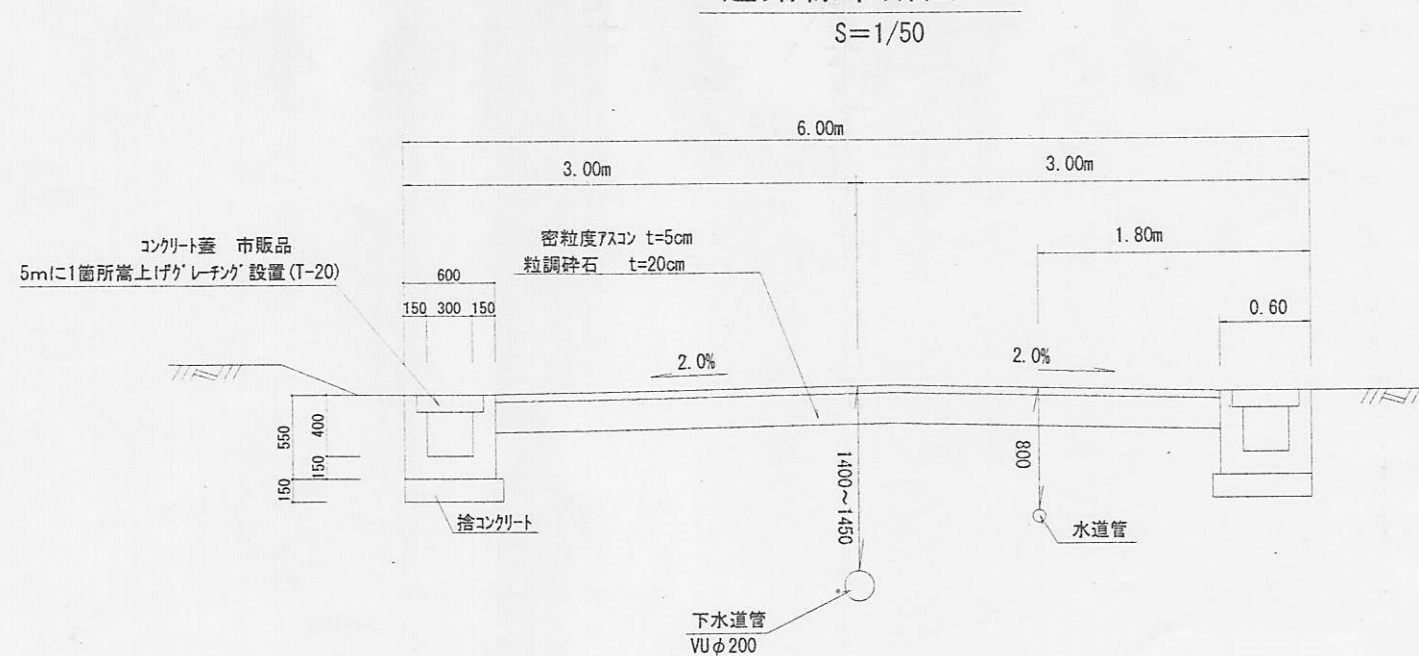 S=1/50
6.00m
3.00m
3.00m
1.80m
コンクリート蓋 市販品
5mに1箇所嵩上げグレーチング設置(T-20)
密粒度アスコン t=5cm
粒調砕石 t=20cm
600
150 300 150
0.60
2.0%
2.0%
550
400
150
150
800
1400~1450
捨コンクリート
水道管
下水道管
VUφ200